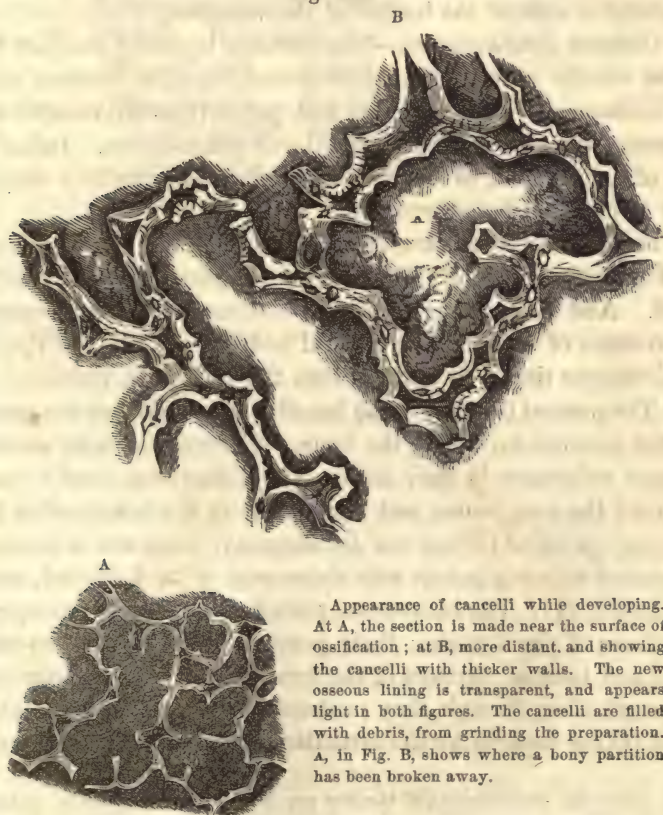 B
A
A
Appearance of cancelli while developing.
At A, the section is made near the surface of
ossification ; at B, more distant. and showing
the cancelli with thicker walls. The new
osseous lining is transparent, and appears
light in both figures. The cancelli are filled
with debris, from grinding the preparation.
A, in Fig. B, shows where a bony partition
has been broken away.